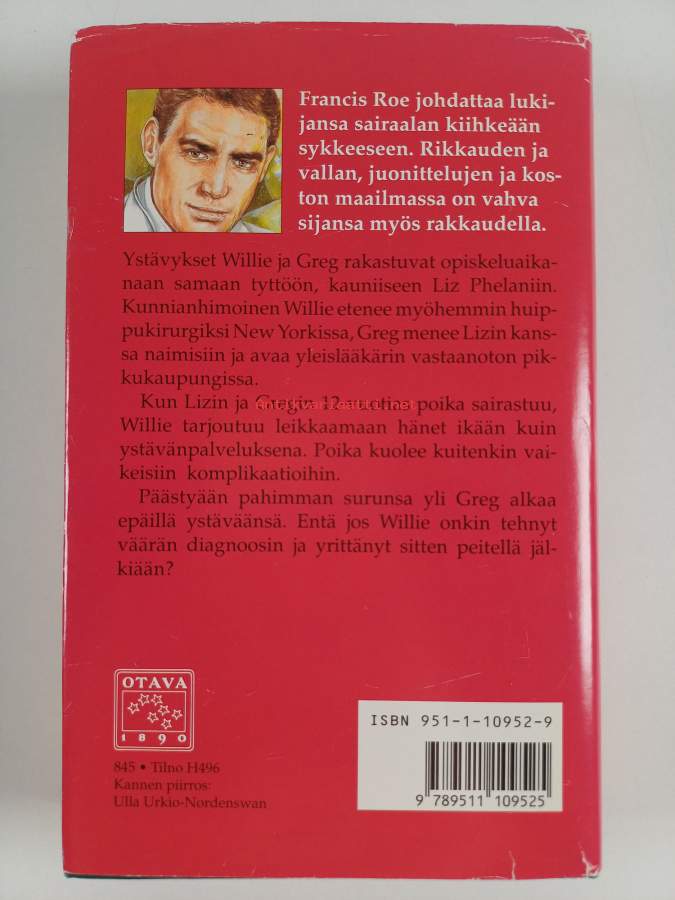 Francis Roe johdattaa luki-
jansa sairaalan kiihkeään
sykkeeseen. Rikkauden ja
vallan, juonittelujen ja kos-
ton maailmassa on vahva
sijansa myös rakkaudella.
Ystävykset Willie ja Greg rakastuvat opiskeluaika-
naan samaan tyttöön, kauniiseen Liz Phelaniin.
Kunnianhimoinen Willie etenee myöhemmin huip-
pukirurgiksi New Yorkissa, Greg menee Lizin kans-
sa naimisiin ja avaa yleislääkärin vastaanoton pik-
kukaupungissa.
Kun Lizin ja Gregin 12-vuotias poika sairastuu,
Willie tarjoutuu leikkaamaan hänet ikään kuin
ystävänpalveluksena. Poika kuolee kuitenkin vai-
keisiin komplikaatioihin.
Päästyään pahimman surunsa yli Greg alkaa
epäillä ystäväänsä. Entä jos Willie onkin tehnyt
väärän diagnoosin ja yrittänyt sitten peitellä jäl-
kiään?
OTAVA
1890
845 • Tilno H496
Kannen piirros:
Ulla Urkio-Nordenswan
ISBN 951-1-10952-9
9 789511 109525